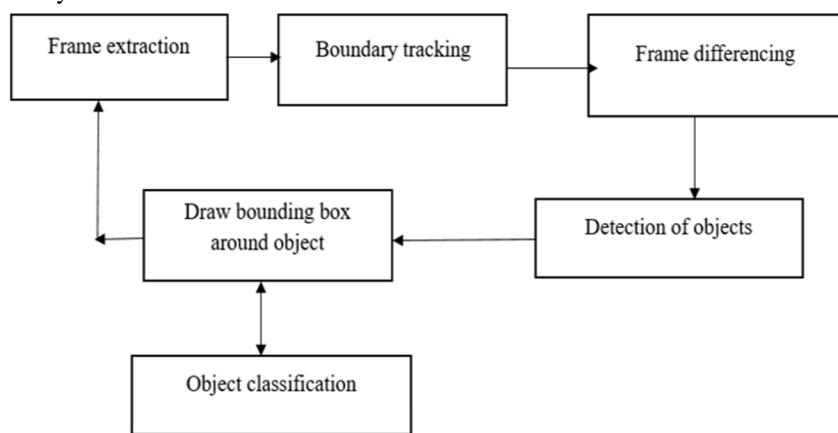 Frame extraction
Boundary tracking
Frame differencing
Draw bounding box
around object
Detection of objects
Object classification